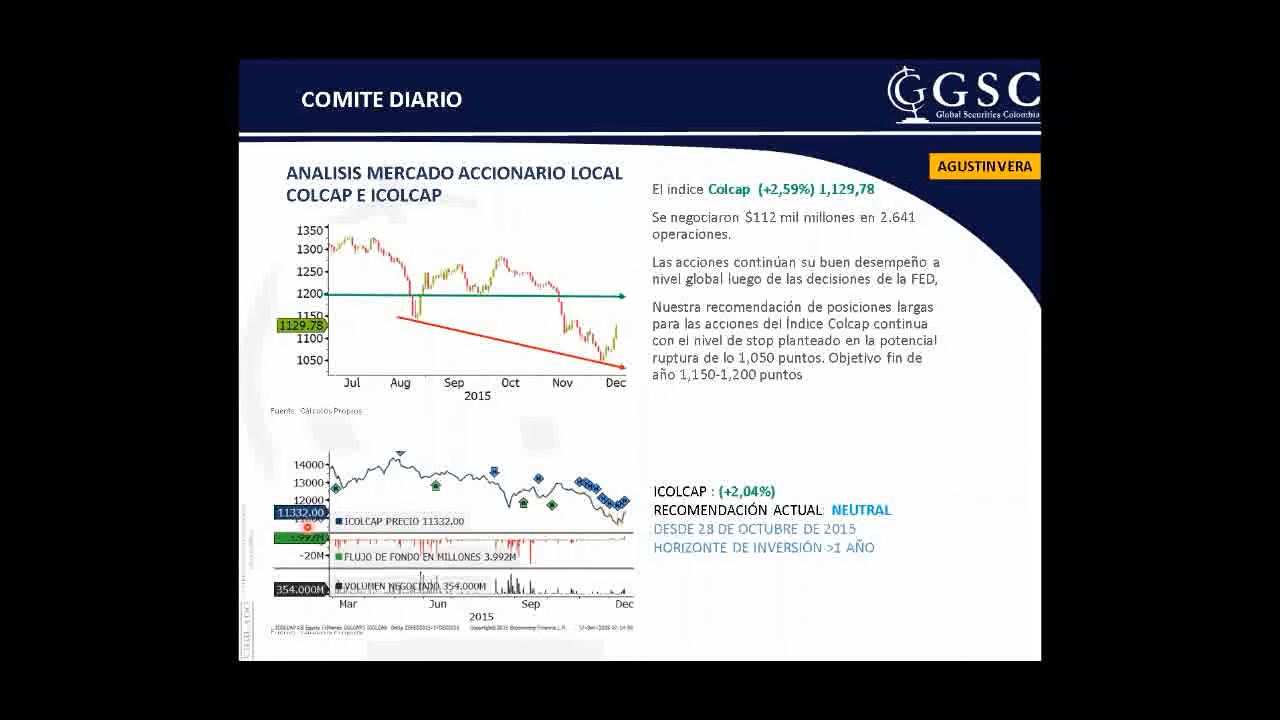 COMITE DIARIO
GGSC
Global Securities Colombia
AGUSTIN VERA
ANALISIS MERCADO ACCIONARIO LOCAL
COLCAP E ICOLCAP
1350
1300
1250
1200
1150
1129.78
1100
1050
Jul Aug Sep Oct Nov Dec
2015
Fuente: Cálculos Propios
El índice Colcap (+2,59%) 1,129,78
Se negociaron $112 mil millones en 2.641
operaciones.
Las acciones continúan su buen desempeño a
nivel global luego de las decisiones de la FED,
Nuestra recomendación de posiciones largas
para las acciones del Índice Colcap continua
con el nivel de stop planteado en la potencial
ruptura de lo 1,050 puntos. Objetivo fin de
año 1,150-1,200 puntos
14000
13000
12000
11332.00
ICOLCAP PRECIO 11332.00
3.992M
-20M
FLUJO DE FONDO EN MILLONES 3.992M
354.000M
VOLUMEN NEGOCIADO 354.000M
Mar Jun Sep Dec
2015
ICOLCAP : (+2,04%)
RECOMENDACIÓN ACTUAL: NEUTRAL
DESDE 28 DE OCTUBRE DE 2015
HORIZONTE DE INVERSIÓN >1 AÑO